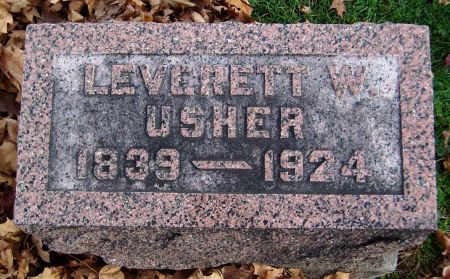 LEVERETT W.
USHER
1839 — 1924